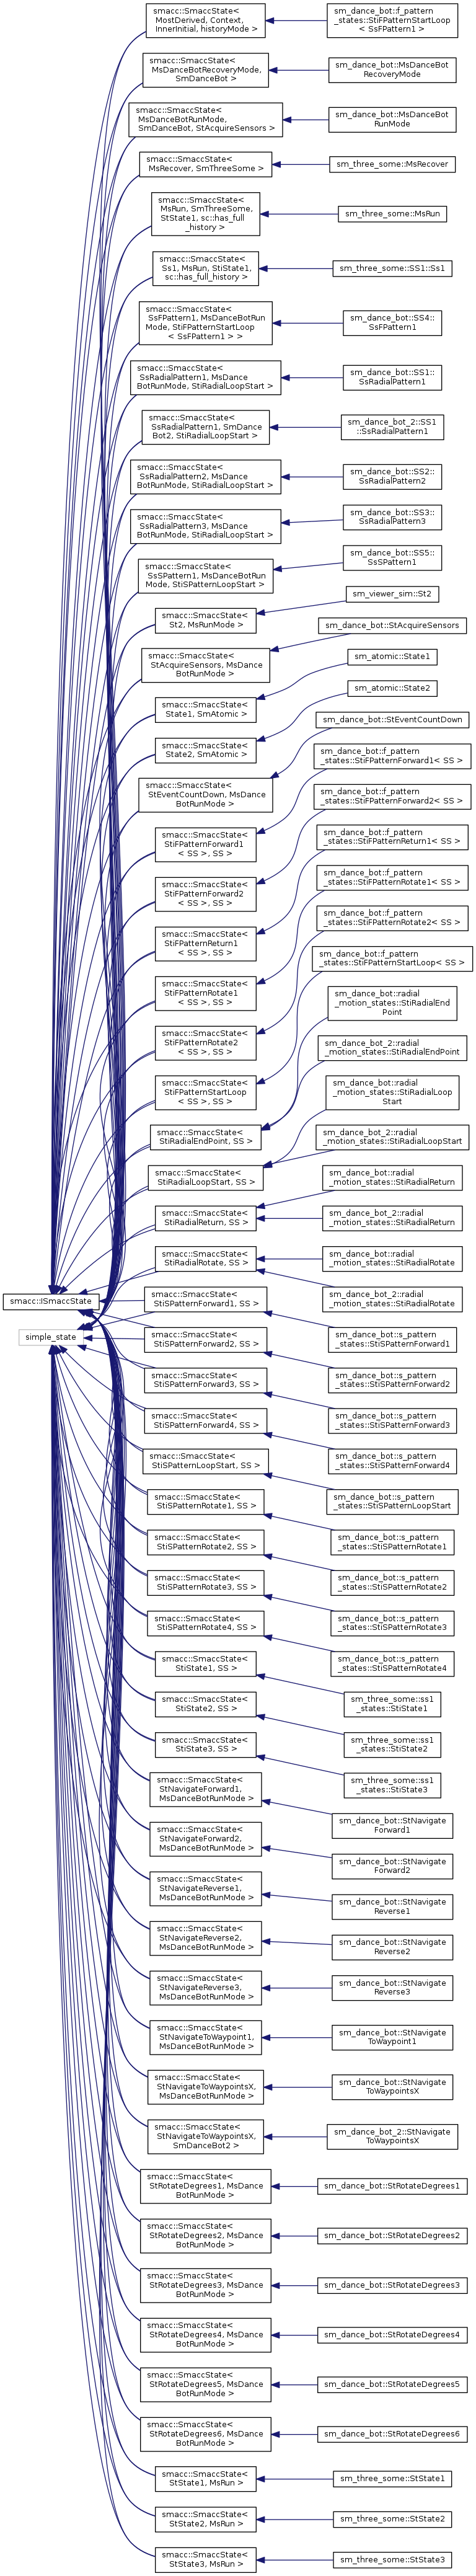 smacc::SmaccState<
MostDerived, Context,
InnerInitial, historyMode >
sm_dance_bot::f_pattern
_states::StiFPatternStartLoop
< SsFPattern1 >
smacc::SmaccState<
MsDanceBotRecoveryMode,
SmDanceBot >
sm_dance_bot::MsDanceBot
RecoveryMode
smacc::SmaccState<
MsDanceBotRunMode,
SmDanceBot, StAcquireSensors >
sm_dance_bot::MsDanceBot
RunMode
smacc::SmaccState<
MsRecover, SmThreeSome >
sm_three_some::MsRecover
smacc::SmaccState<
MsRun, SmThreeSome,
StState1, sc::has_full
_history >
sm_three_some::MsRun
smacc::SmaccState<
Ss1, MsRun, StiState1,
sc::has_full_history >
sm_three_some::SS1::Ss1
smacc::SmaccState<
SsFPattern1, MsDanceBotRun
Mode, StiFPatternStartLoop
< SsFPattern1 > >
sm_dance_bot::SS4::
SsFPattern1
smacc::SmaccState<
SsRadialPattern1, MsDance
BotRunMode, StiRadialLoopStart >
sm_dance_bot::SS1::
SsRadialPattern1
smacc::SmaccState<
SsRadialPattern1, SmDance
Bot2, StiRadialLoopStart >
sm_dance_bot_2::SS1
::SsRadialPattern1
smacc::SmaccState<
SsRadialPattern2, MsDance
BotRunMode, StiRadialLoopStart >
sm_dance_bot::SS2::
SsRadialPattern2
smacc::SmaccState<
SsRadialPattern3, MsDance
BotRunMode, StiRadialLoopStart >
sm_dance_bot::SS3::
SsRadialPattern3
smacc::SmaccState<
SsSPattern1, MsDanceBotRun
Mode, StiSPatternLoopStart >
sm_dance_bot::SS5::
SsSPattern1
smacc::SmaccState<
St2, MsRunMode >
sm_viewer_sim::St2
smacc::SmaccState<
StAcquireSensors, MsDance
BotRunMode >
sm_dance_bot::StAcquireSensors
smacc::SmaccState<
State1, SmAtomic >
sm_atomic::State1
smacc::SmaccState<
State2, SmAtomic >
sm_atomic::State2
smacc::SmaccState<
StEventCountDown, MsDance
BotRunMode >
sm_dance_bot::StEventCountDown
smacc::SmaccState<
StiFPatternForward1
< SS >, SS >
sm_dance_bot::f_pattern
_states::StiFPatternForward1< SS >
smacc::SmaccState<
StiFPatternForward2
< SS >, SS >
sm_dance_bot::f_pattern
_states::StiFPatternForward2< SS >
smacc::SmaccState<
StiFPatternReturn1
< SS >, SS >
sm_dance_bot::f_pattern
_states::StiFPatternReturn1< SS >
smacc::SmaccState<
StiFPatternRotate1
< SS >, SS >
sm_dance_bot::f_pattern
_states::StiFPatternRotate1< SS >
smacc::SmaccState<
StiFPatternRotate2
< SS >, SS >
sm_dance_bot::f_pattern
_states::StiFPatternRotate2< SS >
smacc::SmaccState<
StiFPatternStartLoop
< SS >, SS >
sm_dance_bot::f_pattern
_states::StiFPatternStartLoop< SS >
smacc::SmaccState<
StiRadialEndPoint, SS >
sm_dance_bot::radial
_motion_states::StiRadialEnd
Point
sm_dance_bot_2::radial
_motion_states::StiRadialEndPoint
smacc::SmaccState<
StiRadialLoopStart, SS >
sm_dance_bot::radial
_motion_states::StiRadialLoop
Start
sm_dance_bot_2::radial
_motion_states::StiRadialLoopStart
smacc::SmaccState<
StiRadialReturn, SS >
sm_dance_bot::radial
_motion_states::StiRadialReturn
sm_dance_bot_2::radial
_motion_states::StiRadialReturn
smacc::SmaccState<
StiRadialRotate, SS >
sm_dance_bot::radial
_motion_states::StiRadialRotate
sm_dance_bot_2::radial
_motion_states::StiRadialRotate
smacc::ISmaccState
simple_state
smacc::SmaccState<
StiSPatternForward1, SS >
sm_dance_bot::s_pattern
_states::StiSPatternForward1
smacc::SmaccState<
StiSPatternForward2, SS >
sm_dance_bot::s_pattern
_states::StiSPatternForward2
smacc::SmaccState<
StiSPatternForward3, SS >
sm_dance_bot::s_pattern
_states::StiSPatternForward3
smacc::SmaccState<
StiSPatternForward4, SS >
sm_dance_bot::s_pattern
_states::StiSPatternForward4
smacc::SmaccState<
StiSPatternLoopStart, SS >
sm_dance_bot::s_pattern
_states::StiSPatternLoopStart
smacc::SmaccState<
StiSPatternRotate1, SS >
sm_dance_bot::s_pattern
_states::StiSPatternRotate1
smacc::SmaccState<
StiSPatternRotate2, SS >
sm_dance_bot::s_pattern
_states::StiSPatternRotate2
smacc::SmaccState<
StiSPatternRotate3, SS >
sm_dance_bot::s_pattern
_states::StiSPatternRotate3
smacc::SmaccState<
StiSPatternRotate4, SS >
sm_dance_bot::s_pattern
_states::StiSPatternRotate4
smacc::SmaccState<
StiState1, SS >
sm_three_some::ss1
_states::StiState1
smacc::SmaccState<
StiState2, SS >
sm_three_some::ss1
_states::StiState2
smacc::SmaccState<
StiState3, SS >
sm_three_some::ss1
_states::StiState3
smacc::SmaccState<
StNavigateForward1,
MsDanceBotRunMode >
sm_dance_bot::StNavigate
Forward1
smacc::SmaccState<
StNavigateForward2,
MsDanceBotRunMode >
sm_dance_bot::StNavigate
Forward2
smacc::SmaccState<
StNavigateReverse1,
MsDanceBotRunMode >
sm_dance_bot::StNavigate
Reverse1
smacc::SmaccState<
StNavigateReverse2,
MsDanceBotRunMode >
sm_dance_bot::StNavigate
Reverse2
smacc::SmaccState<
StNavigateReverse3,
MsDanceBotRunMode >
sm_dance_bot::StNavigate
Reverse3
smacc::SmaccState<
StNavigateToWaypoint1,
MsDanceBotRunMode >
sm_dance_bot::StNavigate
ToWaypoint1
smacc::SmaccState<
StNavigateToWaypointsX,
MsDanceBotRunMode >
sm_dance_bot::StNavigate
ToWaypointsX
smacc::SmaccState<
StNavigateToWaypointsX,
SmDanceBot2 >
sm_dance_bot_2::StNavigate
ToWaypointsX
smacc::SmaccState<
StRotateDegrees1, MsDance
BotRunMode >
sm_dance_bot::StRotateDegrees1
smacc::SmaccState<
StRotateDegrees2, MsDance
BotRunMode >
sm_dance_bot::StRotateDegrees2
smacc::SmaccState<
StRotateDegrees3, MsDance
BotRunMode >
sm_dance_bot::StRotateDegrees3
smacc::SmaccState<
StRotateDegrees4, MsDance
BotRunMode >
sm_dance_bot::StRotateDegrees4
smacc::SmaccState<
StRotateDegrees5, MsDance
BotRunMode >
sm_dance_bot::StRotateDegrees5
smacc::SmaccState<
StRotateDegrees6, MsDance
BotRunMode >
sm_dance_bot::StRotateDegrees6
smacc::SmaccState<
StState1, MsRun >
sm_three_some::StState1
smacc::SmaccState<
StState2, MsRun >
sm_three_some::StState2
smacc::SmaccState<
StState3, MsRun >
sm_three_some::StState3